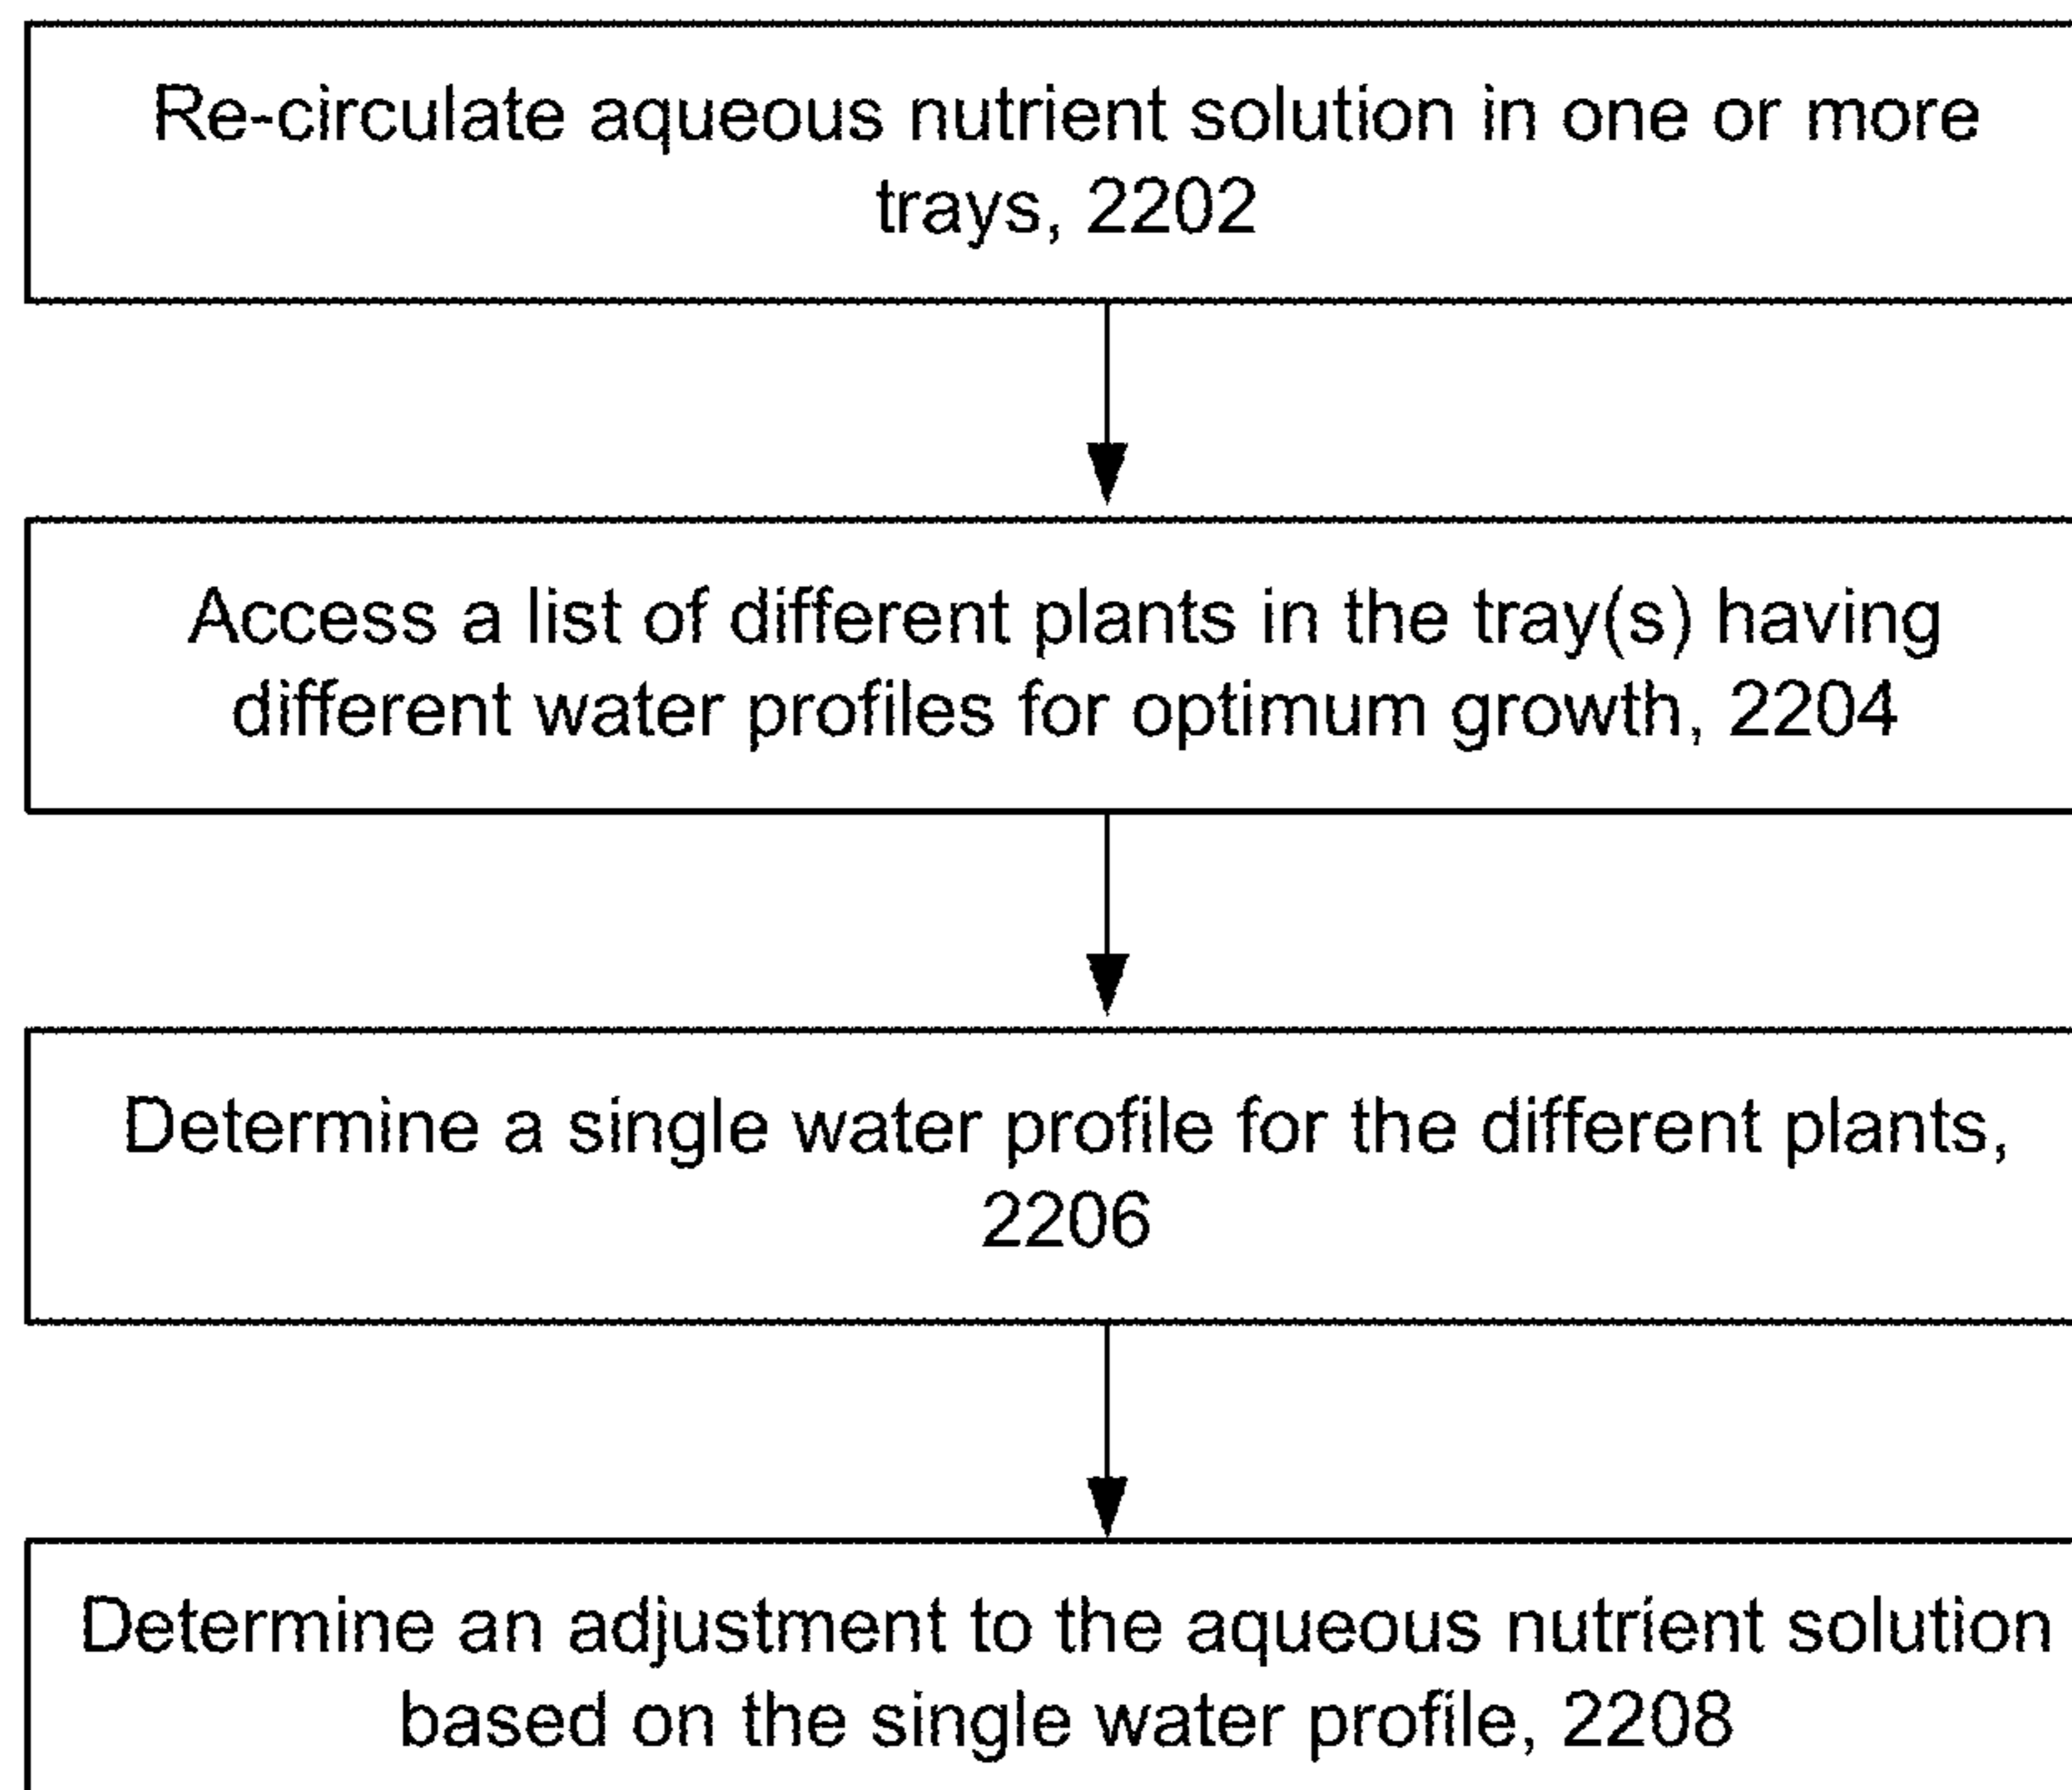 Re-circulate aqueous nutrient solution in one or more
trays, 2202
Access a list of different plants in the tray(s) having
different water profiles for optimum growth, 2204
Determine a single water profile for the different plants,
2206
Determine an adjustment to the aqueous nutrient solution
based on the single water profile, 2208